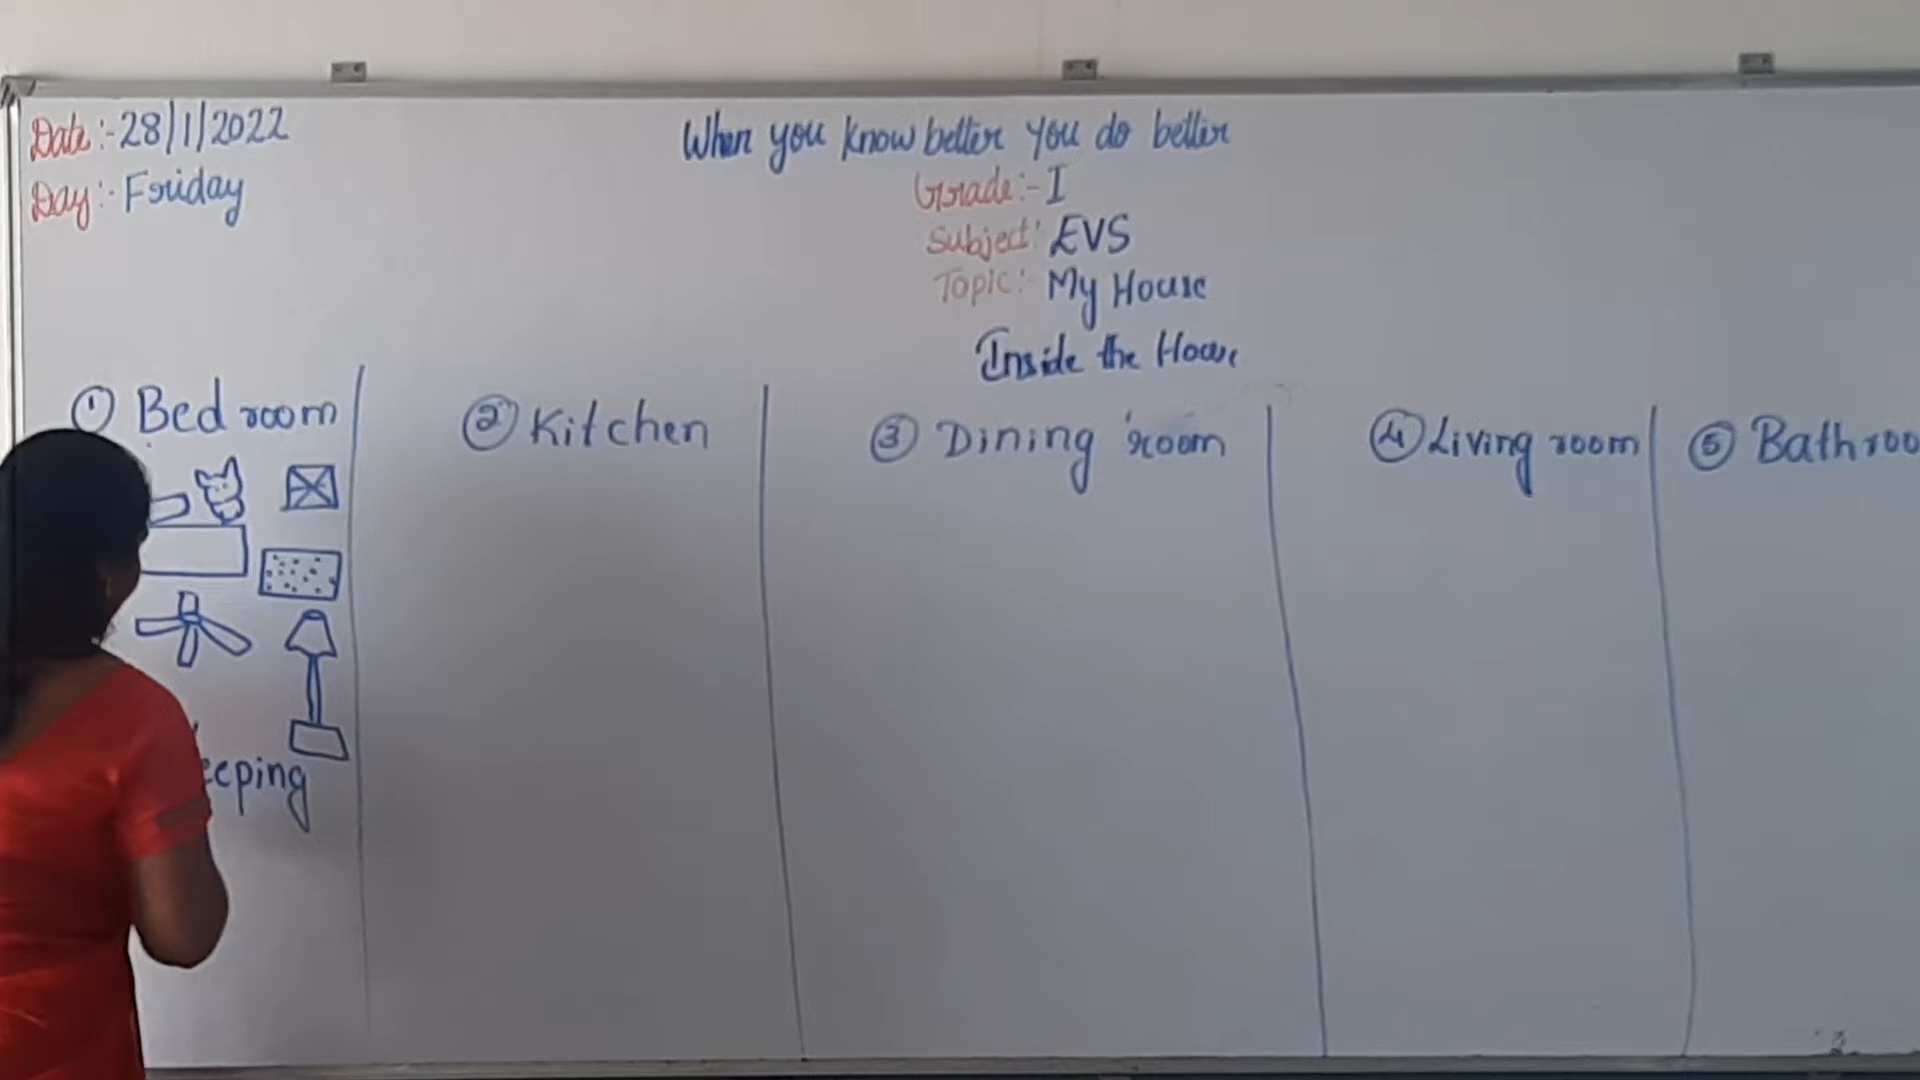 Date:- 28/1/2022
Day:- Friday
When you know better you do better
Grade:- I
Subject: EVS
Topic: My House
Inside the House
① Bed room
② Kitchen
③ Dining room
④ Living room
⑤ Bathroo
eeping